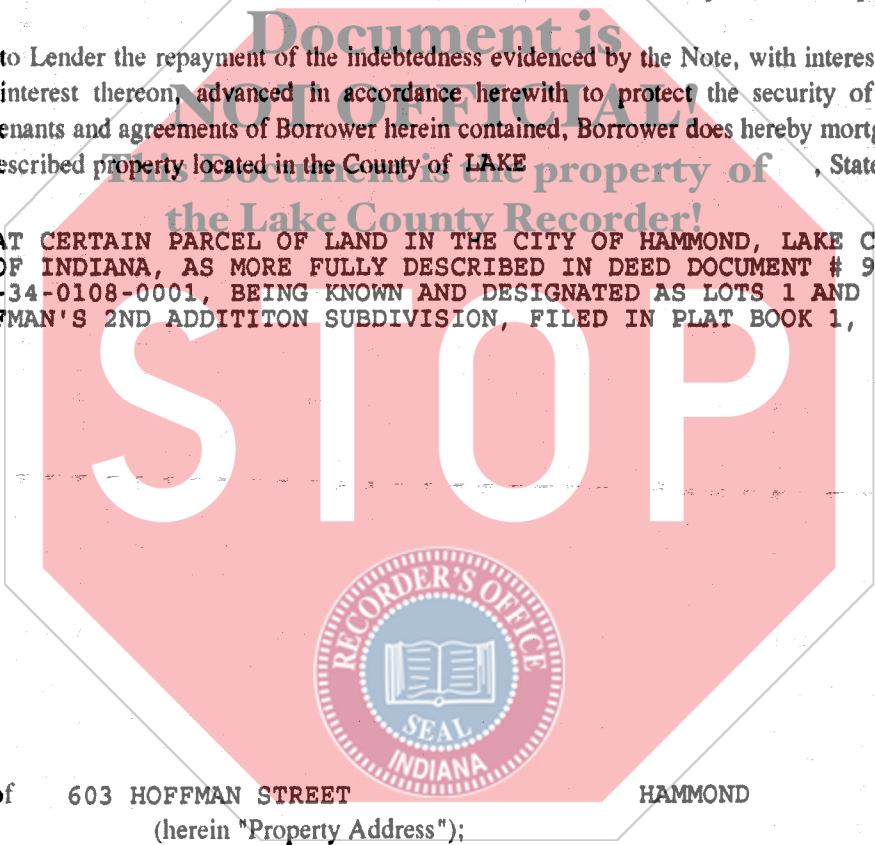 Document is
to Lender the repayment of the indebtedness evidenced by the Note, with interes
interest thereon, advanced in accordance herewith to protect the security of
NOT OFFICIAL!
enants and agreements of Borrower herein contained, Borrower does hereby mortg
escribed property located in the County of LAKE , State
This Document is the property of
the Lake County Recorder!
AT CERTAIN PARCEL OF LAND IN THE CITY OF HAMMOND, LAKE C
OF INDIANA, AS MORE FULLY DESCRIBED IN DEED DOCUMENT # 9
-34-0108-0001, BEING KNOWN AND DESIGNATED AS LOTS 1 AND
FMAN'S 2ND ADDITITON SUBDIVISION, FILED IN PLAT BOOK 1,
STOP
RECORDER'S OFFICE
SEAL
INDIANA
of 603 HOFFMAN STREET HAMMOND
(herein "Property Address");